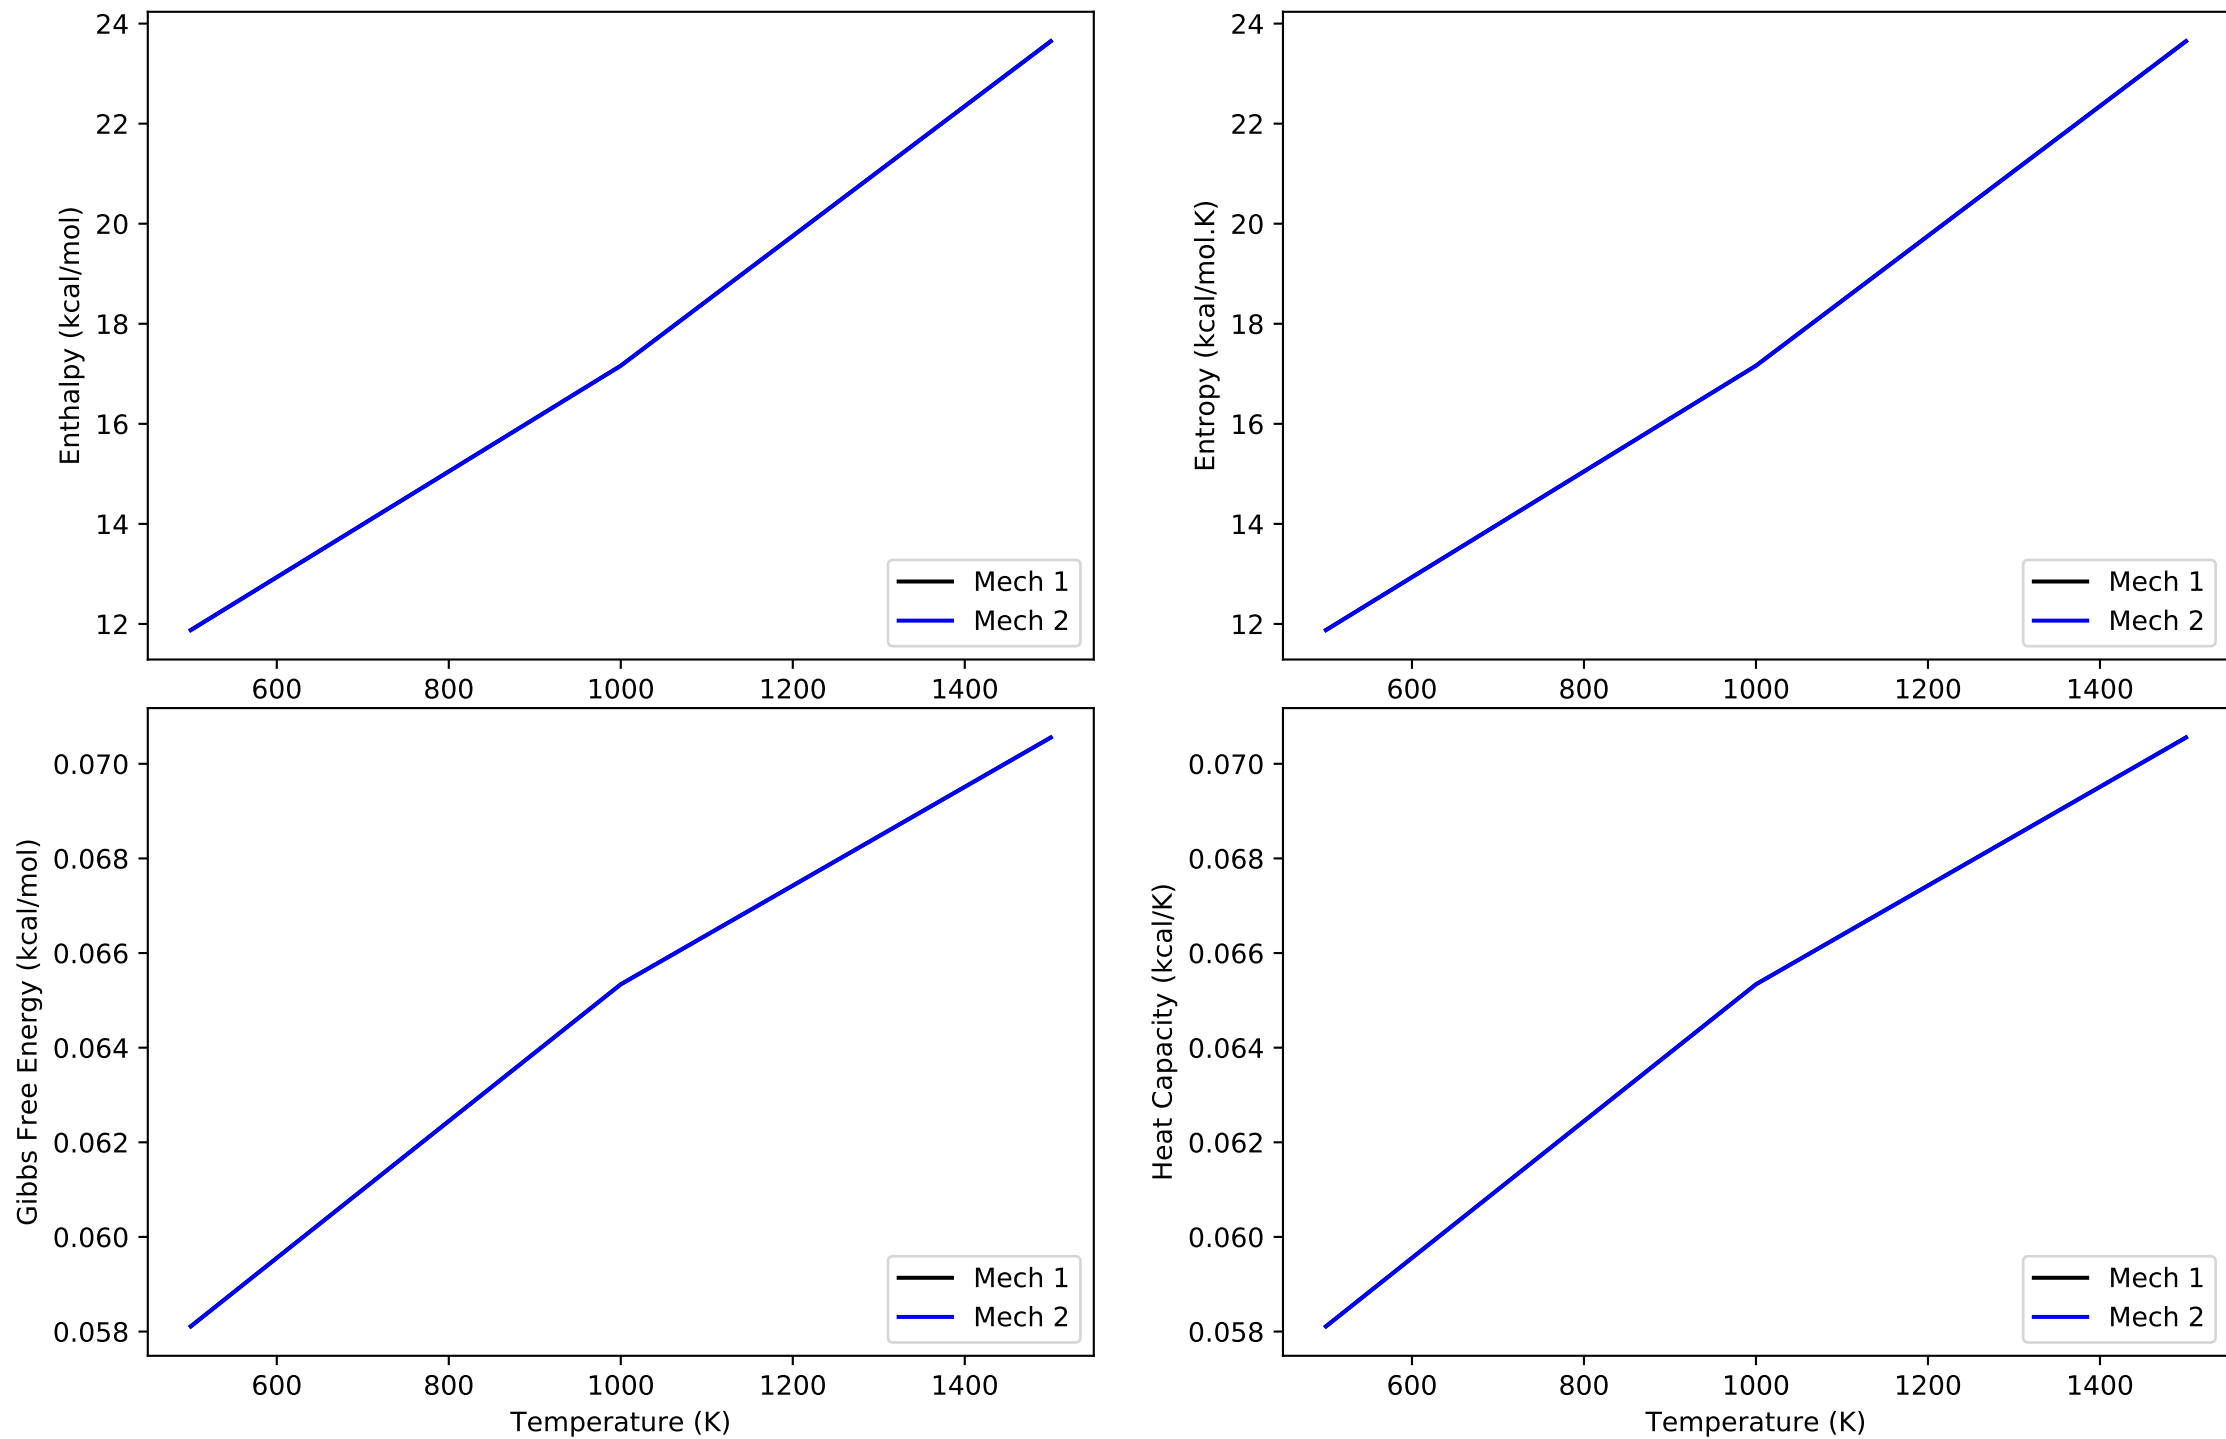 24
22
20
18
16
14
12
Enthalpy (kcal/mol)
Mech 1
Mech 2
600 800 1000 1200 1400
24
22
20
18
16
14
12
Entropy (kcal/mol.K)
Mech 1
Mech 2
600 800 1000 1200 1400
0.070
0.068
0.066
0.064
0.062
0.060
0.058
Gibbs Free Energy (kcal/mol)
Mech 1
Mech 2
600 800 1000 1200 1400
Temperature (K)
0.070
0.068
0.066
0.064
0.062
0.060
0.058
Heat Capacity (kcal/K)
Mech 1
Mech 2
600 800 1000 1200 1400
Temperature (K)